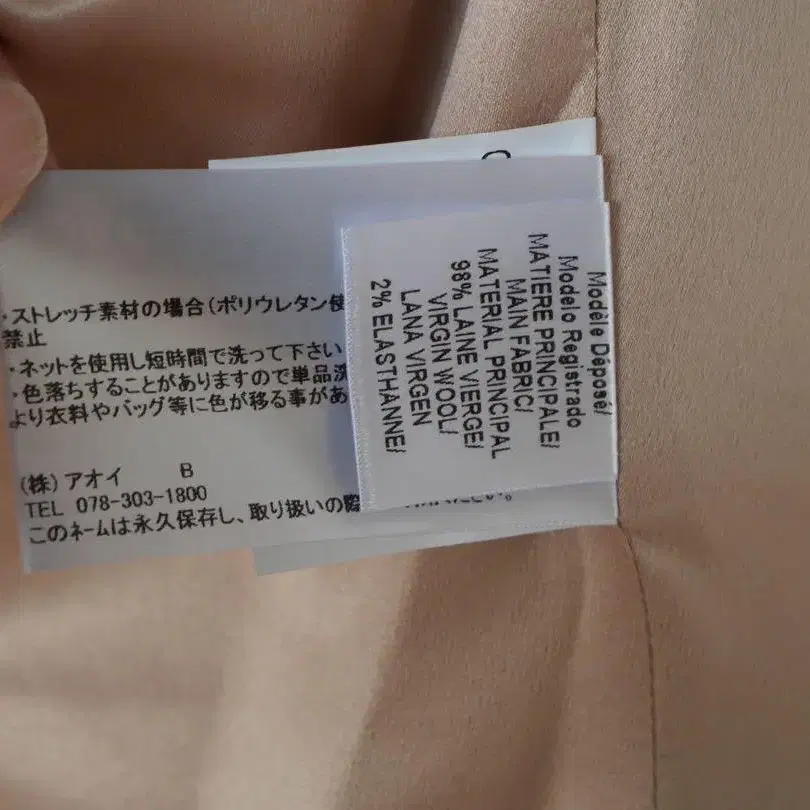 ・ストレッチ素材の場合(ポリウレタン使
禁止
・ネットを使用し短時間で洗って下さい
・色落ちすることがありますので単品洗
より衣料やバッグ等に色が移る事があ
(株)アオイ B
TEL 078-303-1800
このネームは永久保存し、取り扱いの際
Modèle Déposé/
Modelo Registrado
MATIERE PRINCIPALE/
MAIN FABRIC/
MATERIAL PRINCIPAL
98% LAINE VIERGE/
VIRGIN WOOL/
LANA VIRGEN
2% ELASTHANNE/